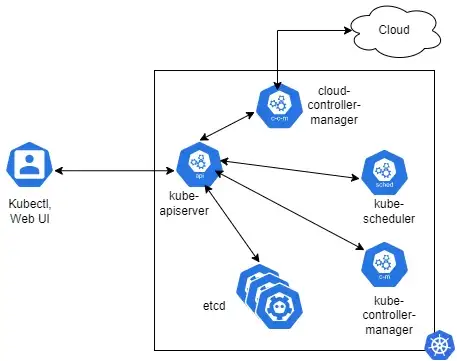 Cloud
cloud-
controller-
manager
c-c-m
api
kube-
apiserver
Kubectl,
Web UI
sched
kube-
scheduler
c-m
kube-
controller-
manager
etcd